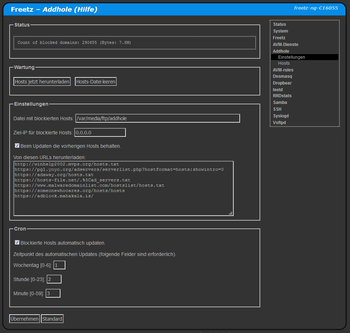 Freetz - Addhole (Hilfe)
freetz-ng-C16055
Status
Count of blocked domains: 290855 (Bytes: 7.8M)
Wartung
Hosts jetzt herunterladen
Hosts-Datei leeren
Einstellungen
Datei mit blockierten Hosts:
/var/media/ftp/addhole
Ziel-IP für blockierte Hosts:
0.0.0.0
Beim Updaten die vorherigen Hosts behalten.
Von diesen URLs herunterladen:
http://winhelp2002.mvps.org/hosts.txt
https://pgl.yoyo.org/adservers/serverlist.php?hostformat=hosts&showintro=0
https://adaway.org/hosts.txt
https://hosts-file.net/.%5Cad_servers.txt
https://www.malwaredomainlist.com/hostslist/hosts.txt
https://someonewhocares.org/hosts/hosts
https://adblock.mahakala.is/
Cron
Blockierte Hosts automatisch updaten.
Zeitpunkt des automatischen Updates (folgende Felder sind erforderlich).
Wochentag [0-6]:
Stunde [0-23]:
2
Minute [0-59]:
3
Übernehmen
Standard
Status
System
Freetz
AVM-Dienste
Addhole
Einstellungen
Hosts
AVM-rules
Dnsmasq
Dropbear
Inetd
RRDstats
Samba
SSH
Syslogd
Vsftpd